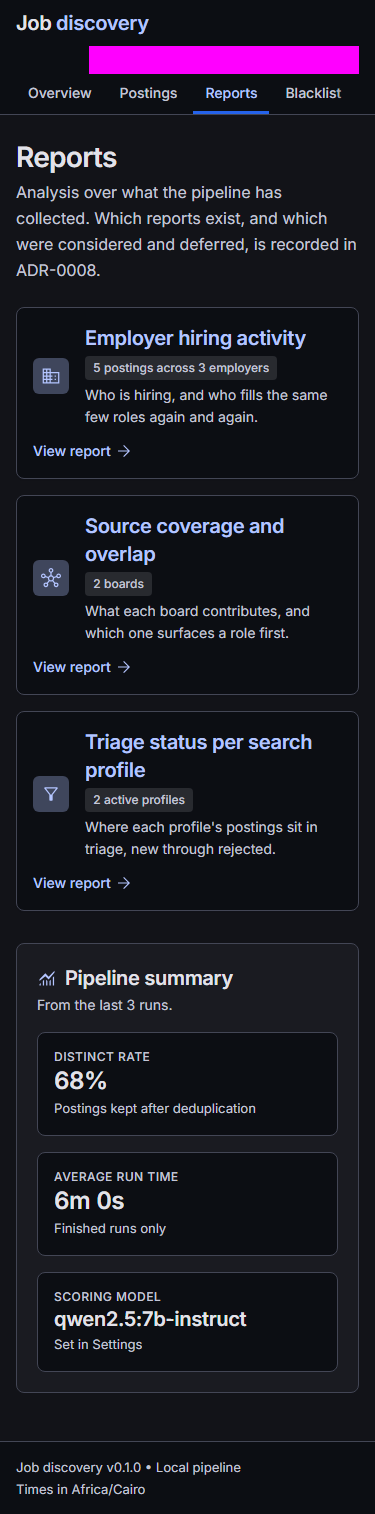 Job discovery
Overview
Postings
Reports
Blacklist
Reports
Analysis over what the pipeline has
collected. Which reports exist, and which
were considered and deferred, is recorded in
ADR-0008.
Employer hiring activity
5 postings across 3 employers
Who is hiring, and who fills the same
few roles again and again.
View report
Source coverage and
overlap
2 boards
What each board contributes, and
which one surfaces a role first.
View report
Triage status per search
profile
2 active profiles
Where each profile's postings sit in
triage, new through rejected.
View report
Pipeline summary
From the last 3 runs.
DISTINCT RATE
68%
Postings kept after deduplication
AVERAGE RUN TIME
6m 0s
Finished runs only
SCORING MODEL
qwen2.5:7b-instruct
Set in Settings
Job discovery v0.1.0 • Local pipeline
Times in Africa/Cairo